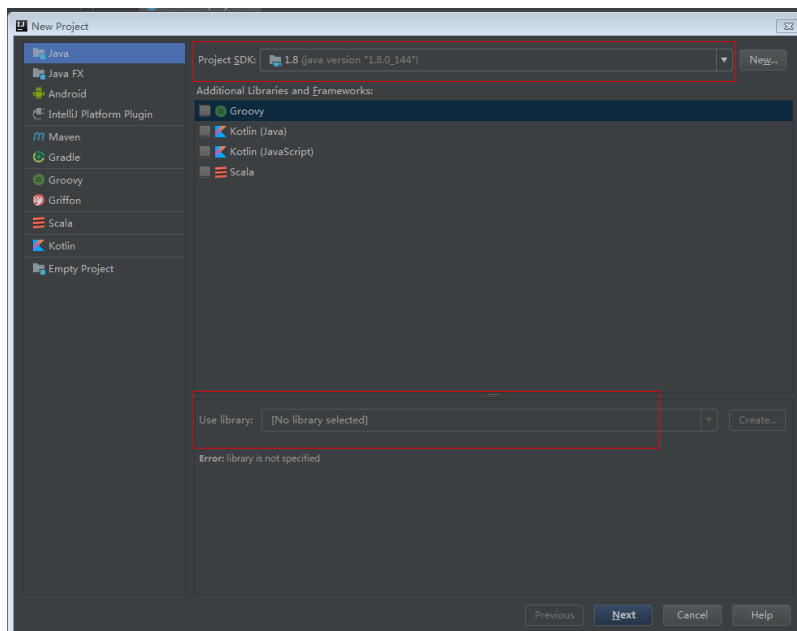 New Project
Java
Java FX
Android
IntelliJ Platform Plugin
Maven
Gradle
Groovy
Griffon
Scala
Kotlin
Empty Project
Project SDK: 1.8 (java version "1.8.0_144") New...
Additional Libraries and Frameworks:
Groovy
Kotlin (Java)
Kotlin (JavaScript)
Scala
Use library: [No library selected] Create...
Error: library is not specified
Previous Next Cancel Help